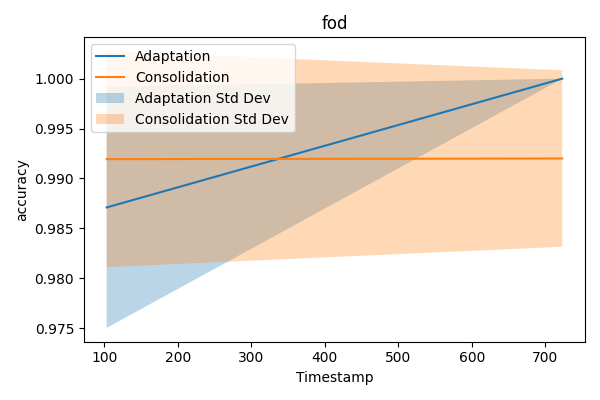 fod
Adaptation
Consolidation
Adaptation Std Dev
Consolidation Std Dev
1.000
0.995
0.990
0.985
0.980
0.975
accuracy
100 200 300 400 500 600 700
Timestamp